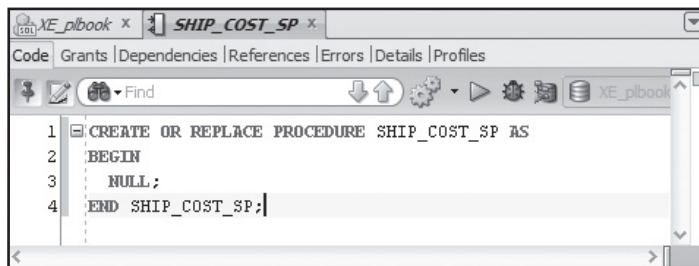 XE_plbook x SHIP_COST_SP x
Code Grants |Dependencies |References |Errors |Details |Profiles
Find XE_plbook
1 CREATE OR REPLACE PROCEDURE SHIP_COST_SP AS
2 BEGIN
3 NULL;
4 END SHIP_COST_SP;